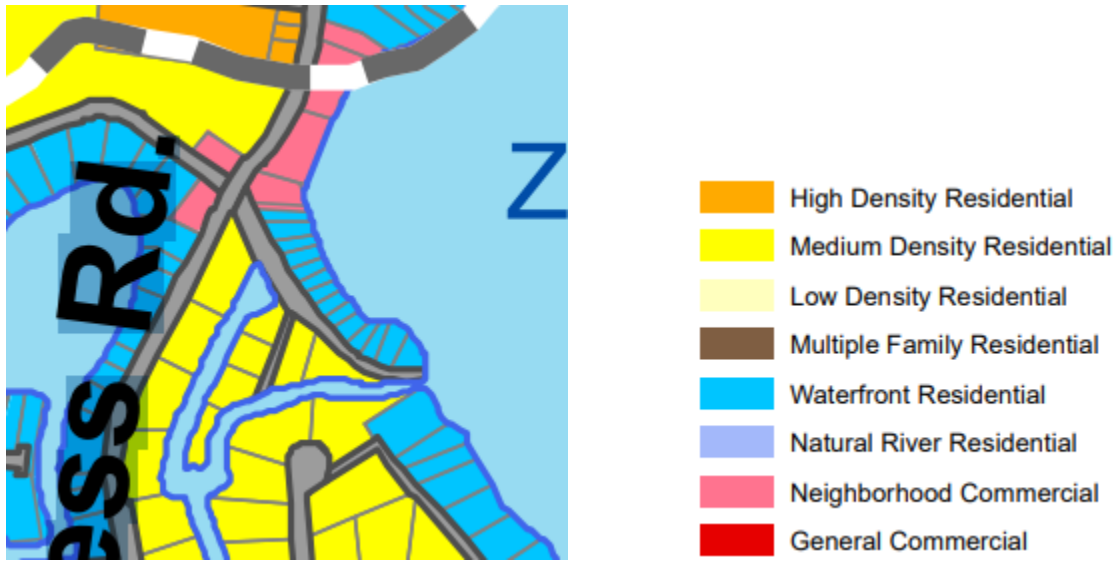 ess Rd.
Z
High Density Residential
Medium Density Residential
Low Density Residential
Multiple Family Residential
Waterfront Residential
Natural River Residential
Neighborhood Commercial
General Commercial